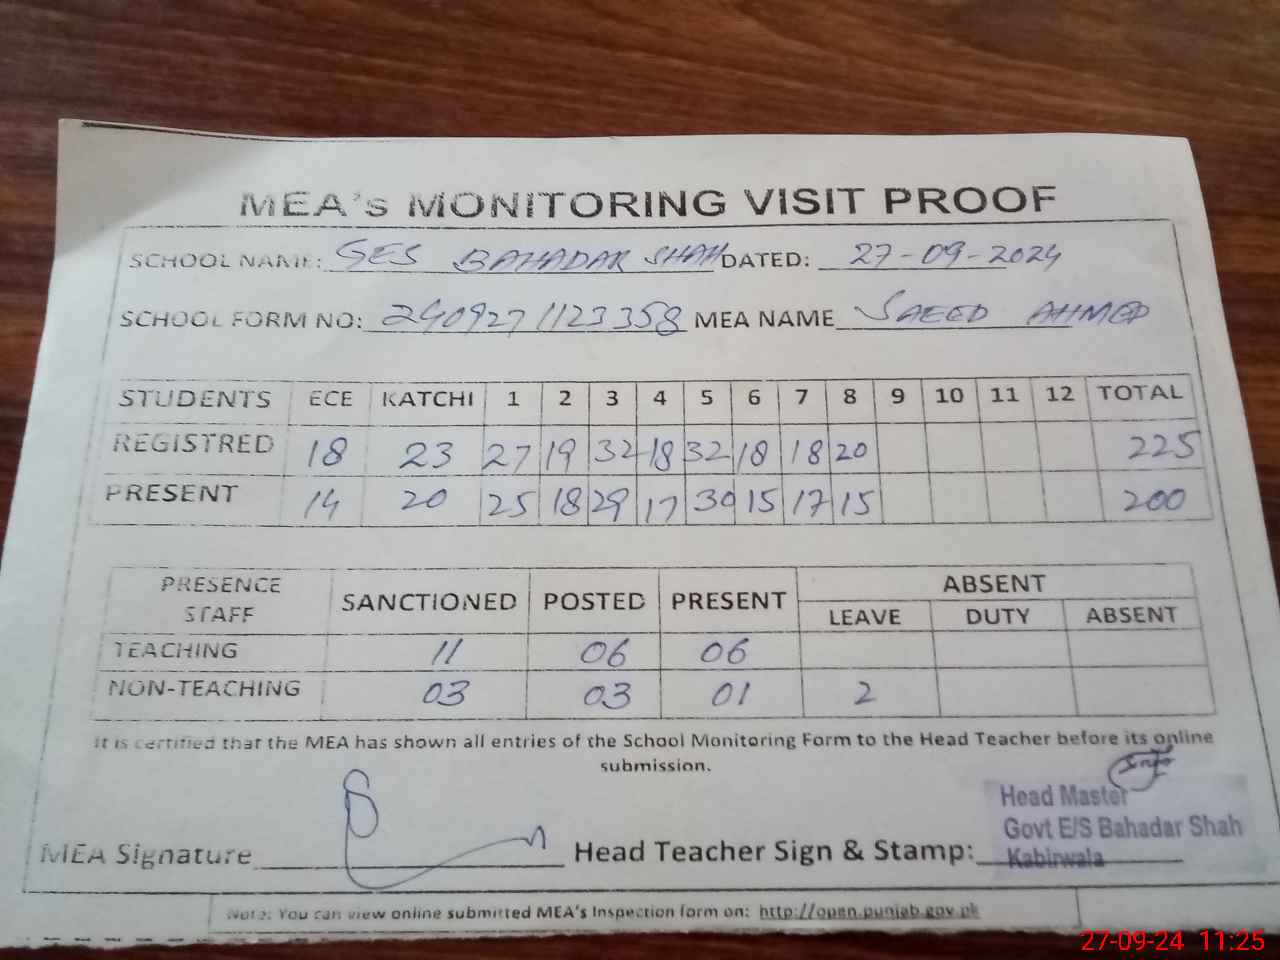 MEA's MONITORING VISIT PROOF
SCHOOL NAME: GES BAHADAR SHAH DATED: 27-09-2024
SCHOOL FORM NO: 2409271123358 MEA NAME SAEED AHMED
STUDENTS ECE KATCHI 1 2 3 4 5 6 7 8 9 10 11 12 TOTAL
REGISTRED 18 23 27 19 32 18 32 18 18 20 225
PRESENT 14 20 25 18 29 17 30 15 17 15 200
PRESENCE STAFF SANCTIONED POSTED PRESENT ABSENT
LEAVE DUTY ABSENT
TEACHING 11 06 06
NON-TEACHING 03 03 01 2
It is certified that the MEA has shown all entries of the School Monitoring Form to the Head Teacher before its online
submission.
Head Master
Govt E/S Bahadar Shah
Kabirwala
MEA Signature Head Teacher Sign & Stamp:
Note: You can view online submitted MEA's Inspection form on: http://open.punjab.gov.pk
27-09-24 11:25